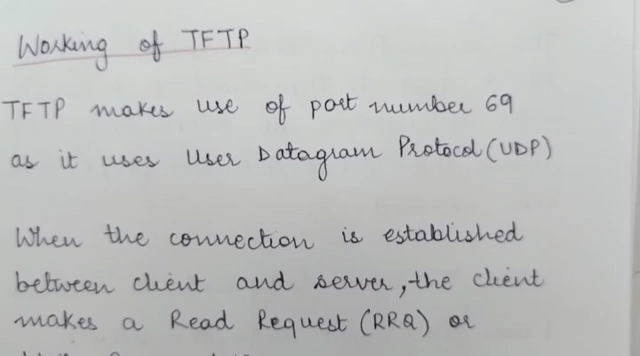 Working of TFTP
TFTP makes use of port number 69
as it uses User Datagram Protocol (UDP)
When the connection is established
between client and server, the client
makes a Read Request (RRQ) or